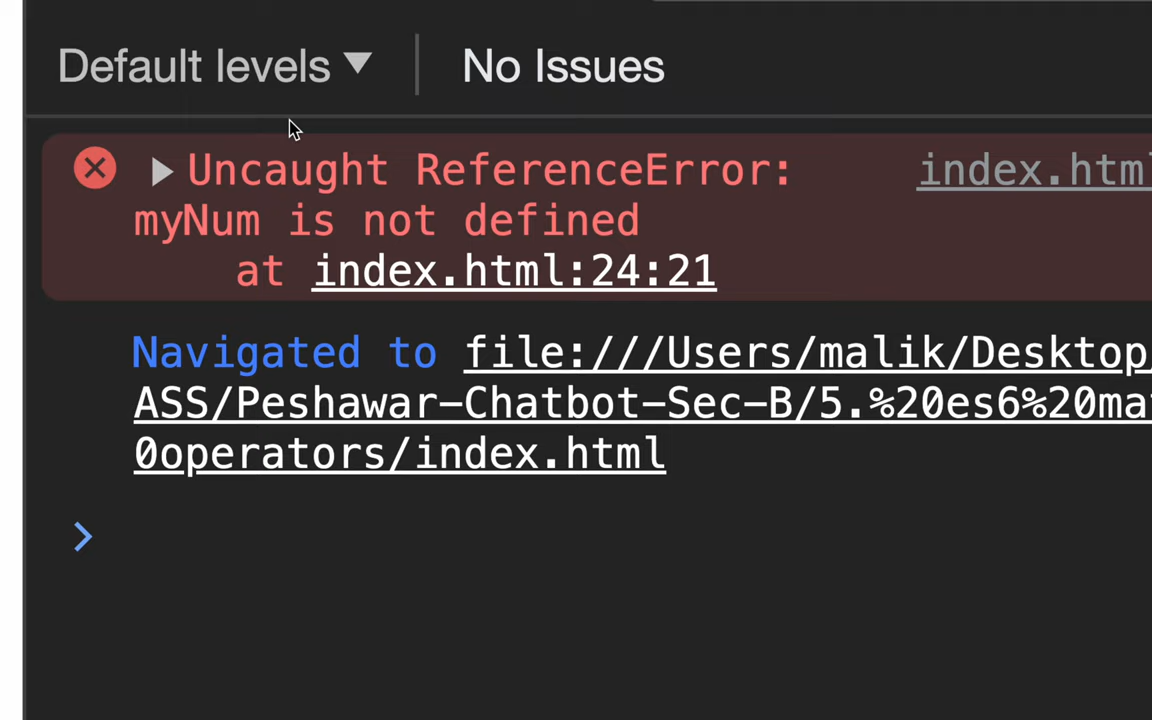 Default levels No Issues
Uncaught ReferenceError: index.html
myNum is not defined
at index.html:24:21
Navigated to file:///Users/malik/Desktop/
ASS/Peshawar-Chatbot-Sec-B/5.%20es6%20ma
0operators/index.html